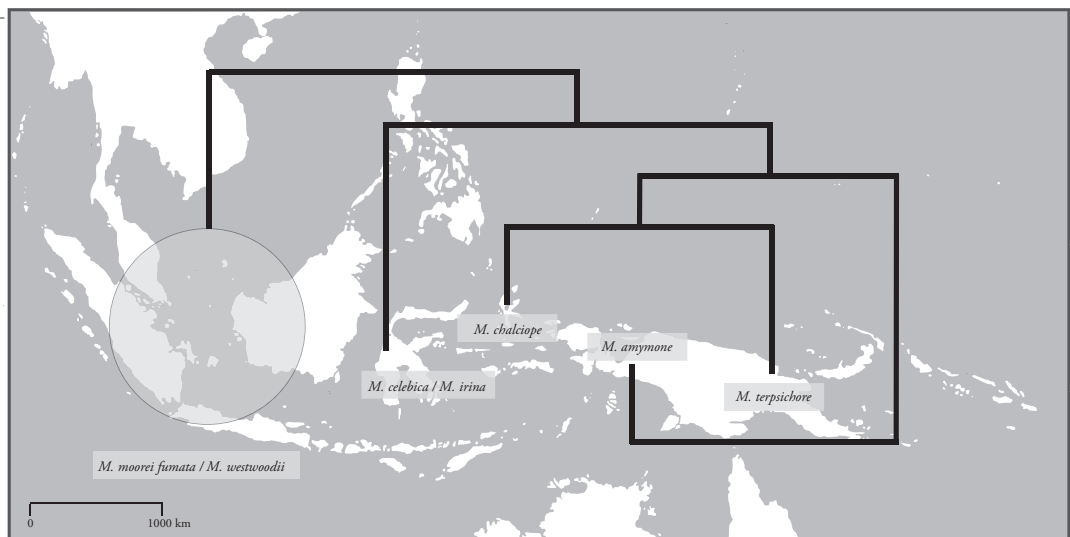 M. chalciope
M. amymone
M. celebica / M. irina
M. terpsichore
M. moorei fumata / M. westwoodii
0 1000 km